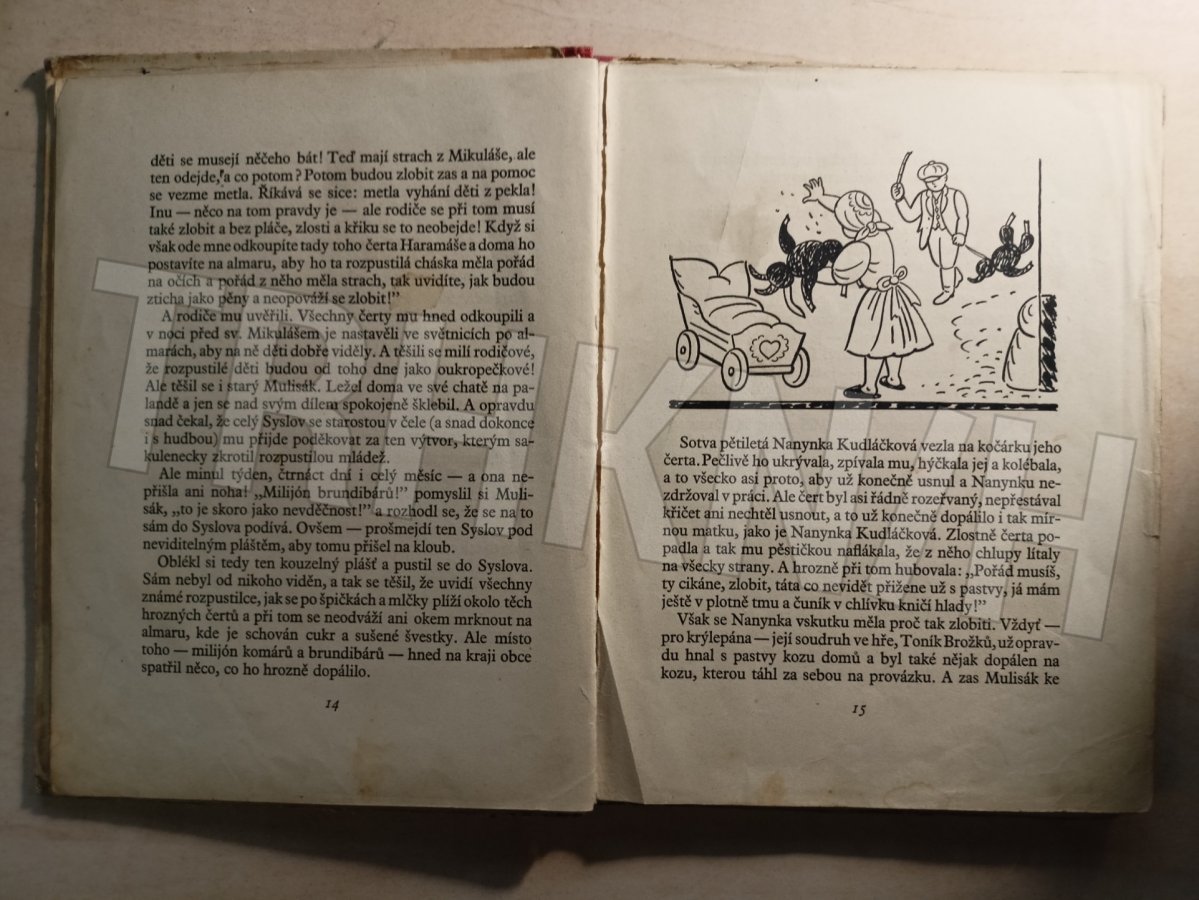 děti se musejí něčeho bát! Teď mají strach z Mikuláše, ale
ten odejde, a co potom? Potom budou zlobit zas a na pomoc
se vezme metla. Říkává se sice: metla vyhání děti z pekla!
Inu — něco na tom pravdy je — ale rodiče se při tom musí
také zlobit a bez pláče, zlosti a křiku se to neobejde! Když si
však ode mne odkoupíte tady toho čerta Haramáše a doma ho
postavíte na almaru, aby ho ta rozpustilá cháska měla pořád
na očích a pořád z něho měla strach, tak uvidíte, jak budou
zticha jako pěny a neopováží se zlobit!”
A rodiče mu uvěřili. Všechny čerty mu hned odkoupili a
v noci před sv. Mikulášem je nastavěli ve světnicích po al-
marách, aby na ně děti dobře viděly. A těšili se milí rodičové,
že rozpustilé děti budou od toho dne jako oukropečkové!
Ale těšil se i starý Mulisák. Ležel doma ve své chatě na pa-
landě a jen se nad svým dílem spokojeně šklebil. A opravdu
snad čekal, že celý Syslov se starostou v čele (a snad dokonce
i s hudbou) mu přijde poděkovat za ten výtvor, kterým sa-
kulenecky zkrotil rozpustilou mládež.
Ale minul týden, čtrnáct dní i celý měsíc — a ona ne-
přišla ani noha! „Milijón brundibárů!” pomyslil si Muli-
sák, „to je skoro jako nevděčnost!” a rozhodl se, že se na to
sám do Syslova podívá. Ovšem — prošmejdí ten Syslov pod
neviditelným pláštěm, aby tomu přišel na kloub.
Oblékl si tedy ten kouzelný plášť a pustil se do Syslova.
Sám nebyl od nikoho viděn, a tak se těšil, že uvidí všechny
známé rozpustilce, jak se po špičkách a mlčky plíží okolo těch
hrozných čertů a při tom se neodváží ani okem mrknout na
almaru, kde je schován cukr a sušené švestky. Ale místo
toho — milijón komárů a brundibárů — hned na kraji obce
spatřil něco, co ho hrozně dopálilo.
14
Sotva pětiletá Nanynka Kudláčková vezla na kočárku jeho
čerta. Pečlivě ho ukrývala, zpívala mu, hýčkala jej a kolébala,
a to všecko asi proto, aby už konečně usnul a Nanynku ne-
zdržoval v práci. Ale čert byl asi řádně rozeřvaný, nepřestával
křičet ani nechtěl usnout, a to už konečně dopálilo i tak mír-
nou matku, jako je Nanynka Kudláčková. Zlostně čerta po-
padla a tak mu pěstičkou naflákala, že z něho chlupy lítaly
na všecky strany. A hrozně při tom hubovala: „Pořád musíš,
ty cikáne, zlobit, táta co nevidět přižene už s pastvy, já mám
ještě v plotně tmu a čuník v chlívku kničí hlady!”
Však se Nanynka vskutku měla proč tak zlobiti. Vždyť —
pro krýlepána — její soudruh ve hře, Toník Brožků, už oprav-
du hnal s pastvy kozu domů a byl také nějak dopálen na
kozu, kterou táhl za sebou na provázku. A zas Mulisák ke
15
TRHKNIH